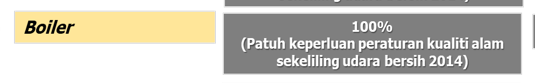 Boiler
100%
(Patuh keperluan peraturan kualiti alam
sekeliling udara bersih 2014)